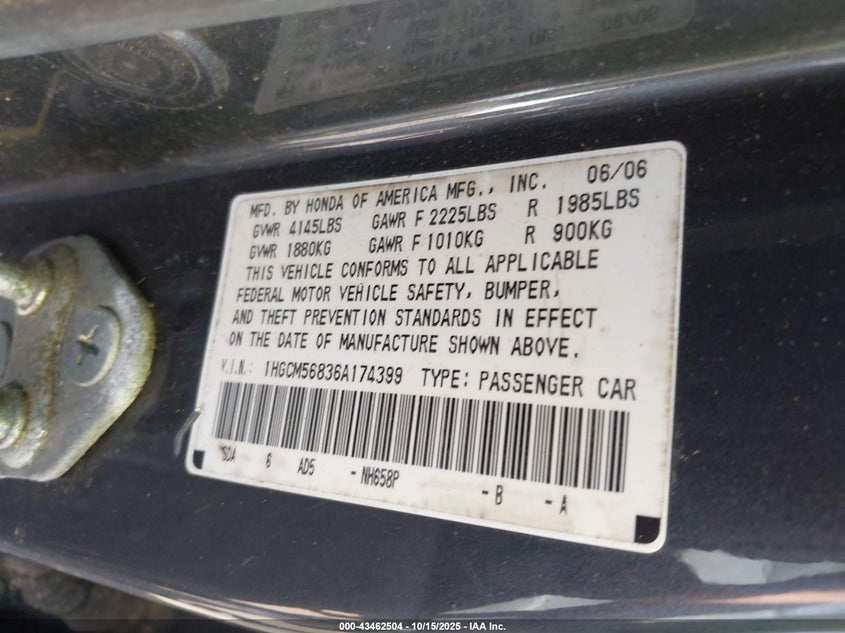 MFD. BY HONDA OF AMERICA MFG., INC. 06/06
GVWR 4145LBS GAWR F 2225LBS R 1985LBS
GVWR 1880KG GAWR F 1010KG R 900KG
THIS VEHICLE CONFORMS TO ALL APPLICABLE
FEDERAL MOTOR VEHICLE SAFETY, BUMPER,
AND THEFT PREVENTION STANDARDS IN EFFECT
ON THE DATE OF MANUFACTURE SHOWN ABOVE.
V.I.N.: 1HGCM56836A174399 TYPE: PASSENGER CAR
SDA 6 AD5 - NH658P - B - A
000-43462504 - 10/15/2025 - IAA Inc.